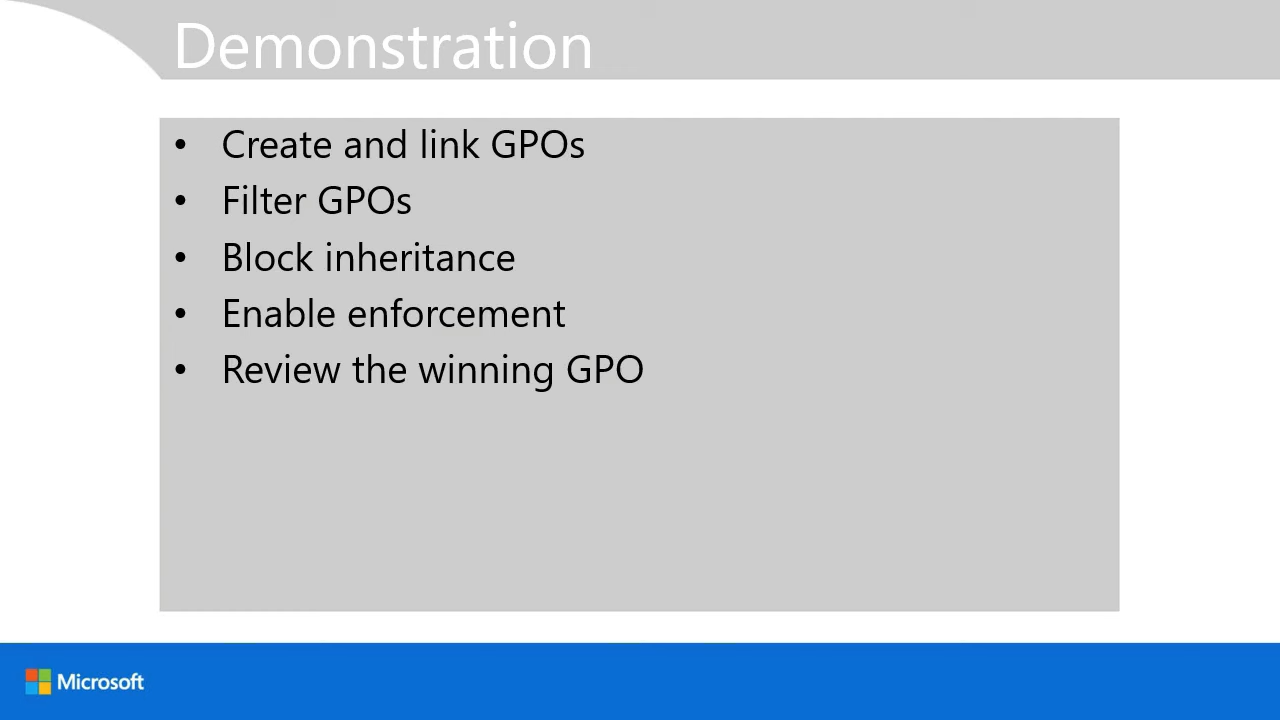 Demonstration
• Create and link GPOs
• Filter GPOs
• Block inheritance
• Enable enforcement
• Review the winning GPO
Microsoft